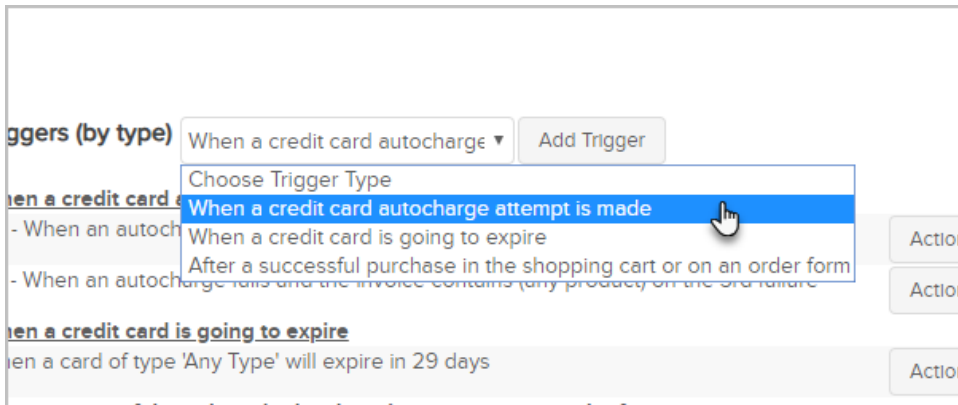 ggers (by type) When a credit card autocharge Add Trigger
Choose Trigger Type
hen a credit card a
When a credit card autocharge attempt is made
- When an autoch
When a credit card is going to expire
Actio
After a successful purchase in the shopping cart or on an order form
- When an autocharge fails and the invoice contains (any product) on the 3rd failure
Actio
hen a credit card is going to expire
en a card of type 'Any Type' will expire in 29 days
Actio